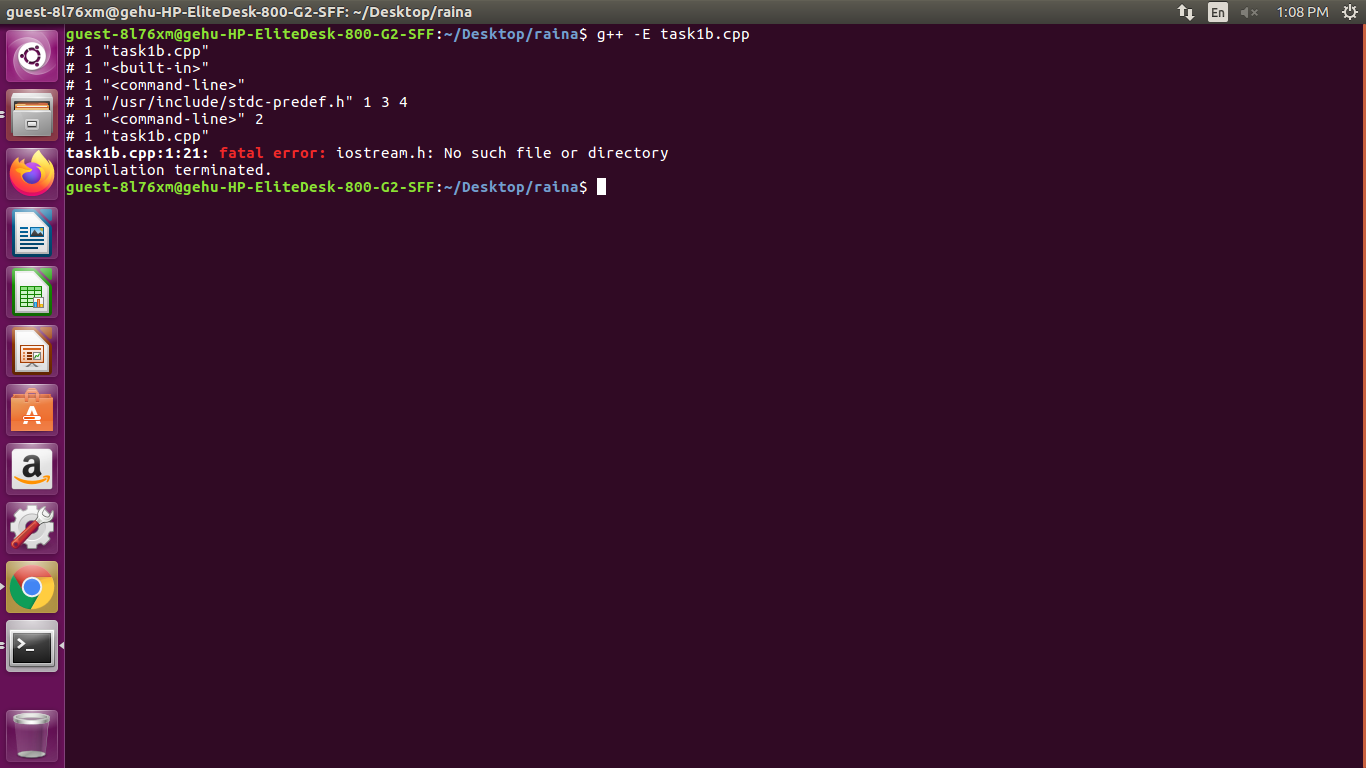 guest-8l76xm@gehu-HP-EliteDesk-800-G2-SFF: ~/Desktop/raina
En
1:08 PM
guest-8l76xm@gehu-HP-EliteDesk-800-G2-SFF:~/Desktop/raina$ g++ -E task1b.cpp
# 1 "task1b.cpp"
# 1 "<built-in>"
# 1 "<command-line>"
# 1 "/usr/include/stdc-predef.h" 1 3 4
# 1 "<command-line>" 2
# 1 "task1b.cpp"
task1b.cpp:1:21: fatal error: iostream.h: No such file or directory
compilation terminated.
guest-8l76xm@gehu-HP-EliteDesk-800-G2-SFF:~/Desktop/raina$